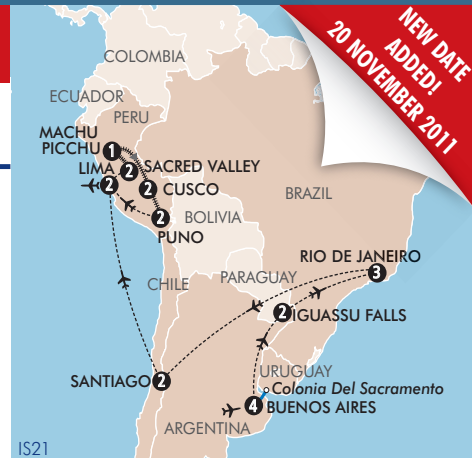 NEW DATE
ADDED!
20 NOVEMBER 2011
COLOMBIA
ECUADOR
PERU
MACHU
PICCHU
1
LIMA
2
2
SACRED VALLEY
2
CUSCO
2
PUNO
BOLIVIA
BRAZIL
RIO DE JANEIRO
3
PARAGUAY
CHILE
2
IGUASSU FALLS
SANTIAGO
2
URUGUAY
Colonia Del Sacramento
4
BUENOS AIRES
ARGENTINA
IS21